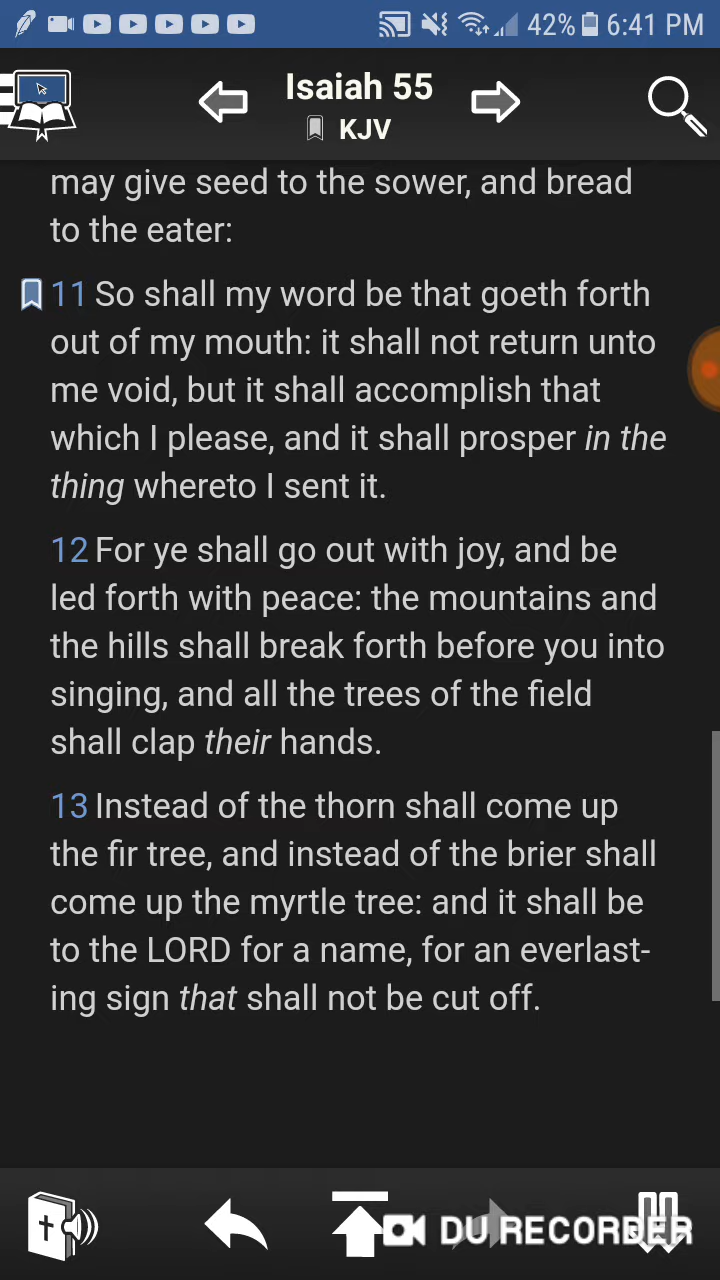 42% 6:41 PM
Isaiah 55
KJV
may give seed to the sower, and bread
to the eater:
11 So shall my word be that goeth forth
out of my mouth: it shall not return unto
me void, but it shall accomplish that
which I please, and it shall prosper in the
thing whereto I sent it.
12 For ye shall go out with joy, and be
led forth with peace: the mountains and
the hills shall break forth before you into
singing, and all the trees of the field
shall clap their hands.
13 Instead of the thorn shall come up
the fir tree, and instead of the brier shall
come up the myrtle tree: and it shall be
to the LORD for a name, for an everlast-
ing sign that shall not be cut off.
DU RECORDER